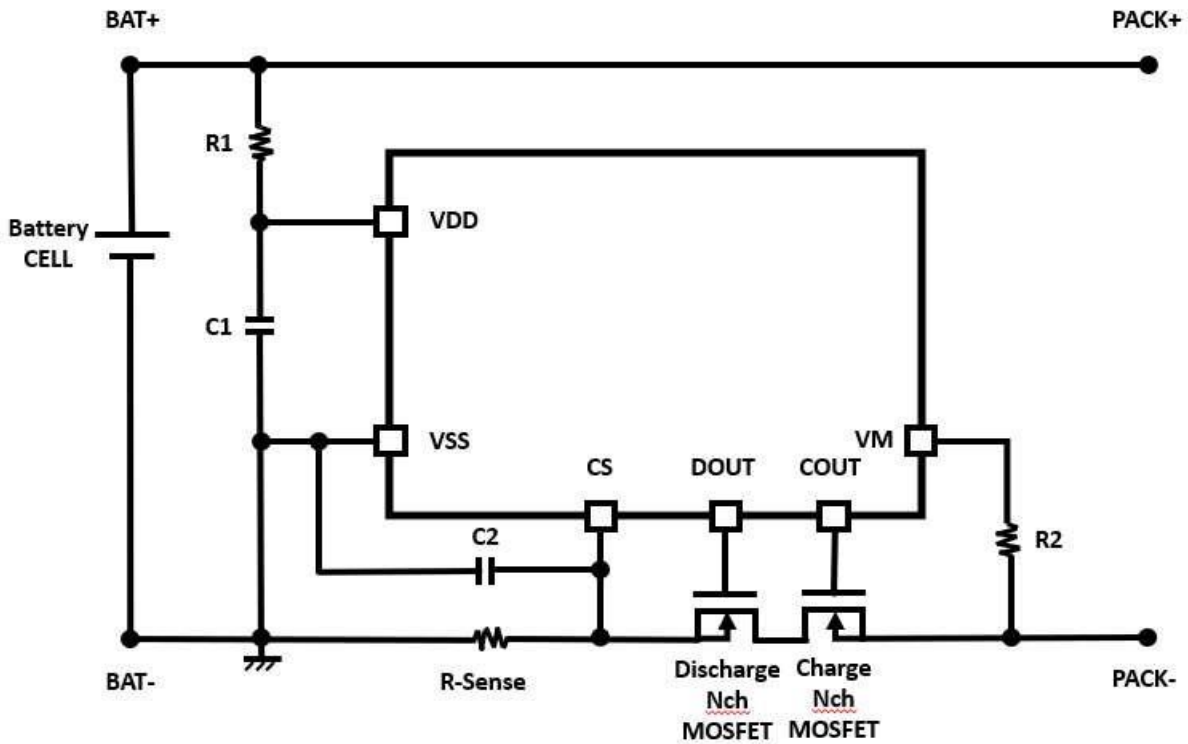 BAT+
PACK+
R1
VDD
Battery
CELL
C1
VSS
VM
CS
DOUT
COUT
C2
R2
BAT-
R-Sense
Discharge
Nch
MOSFET
Charge
Nch
MOSFET
PACK-